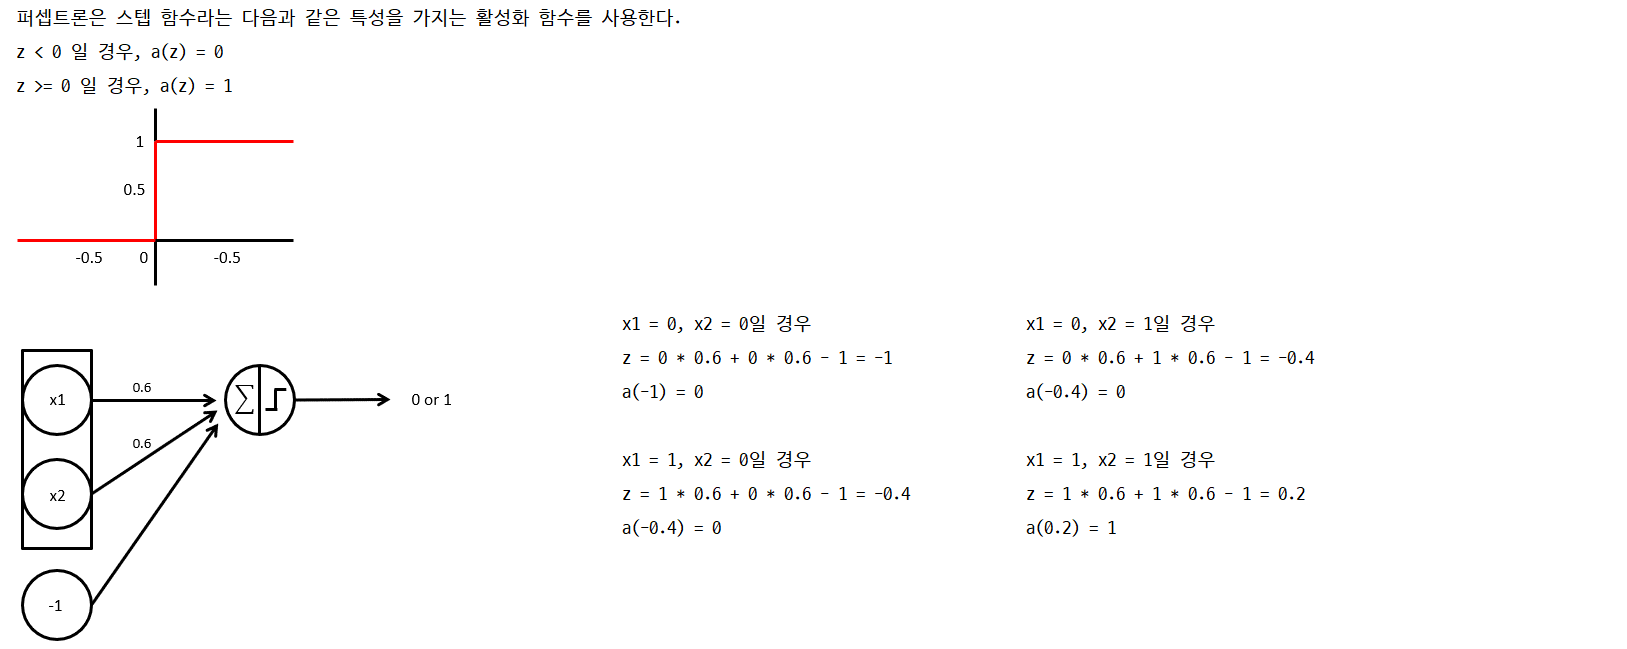 퍼셉트론은 스텝 함수라는 다음과 같은 특성을 가지는 활성화 함수를 사용한다.
z < 0 일 경우, a(z) = 0
z >= 0 일 경우, a(z) = 1
1
0.5
-0.5
0
-0.5
x1
0.6
∑
0 or 1
0.6
x2
-1
x1 = 0, x2 = 0일 경우
z = 0 * 0.6 + 0 * 0.6 - 1 = -1
a(-1) = 0
x1 = 0, x2 = 1일 경우
z = 0 * 0.6 + 1 * 0.6 - 1 = -0.4
a(-0.4) = 0
x1 = 1, x2 = 0일 경우
z = 1 * 0.6 + 0 * 0.6 - 1 = -0.4
a(-0.4) = 0
x1 = 1, x2 = 1일 경우
z = 1 * 0.6 + 1 * 0.6 - 1 = 0.2
a(0.2) = 1